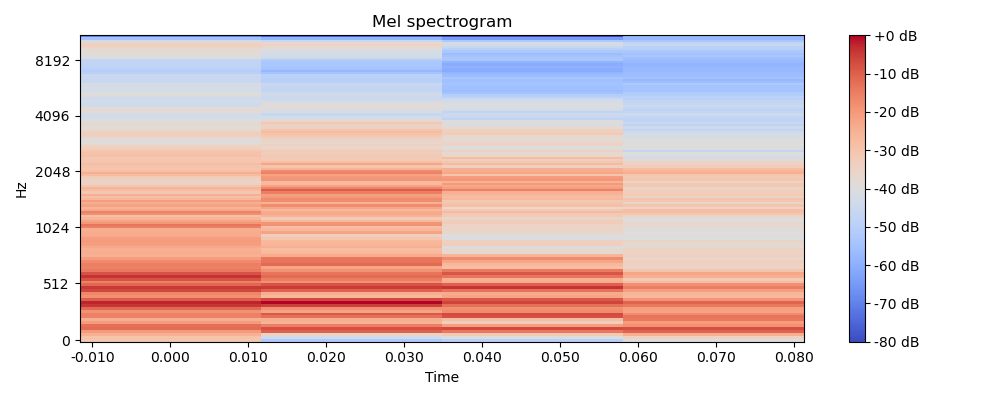 Mel spectrogram
Hz
8192
4096
2048
1024
512
0
-0.010 0.000 0.010 0.020 0.030 0.040 0.050 0.060 0.070 0.080
Time
+0 dB
-10 dB
-20 dB
-30 dB
-40 dB
-50 dB
-60 dB
-70 dB
-80 dB